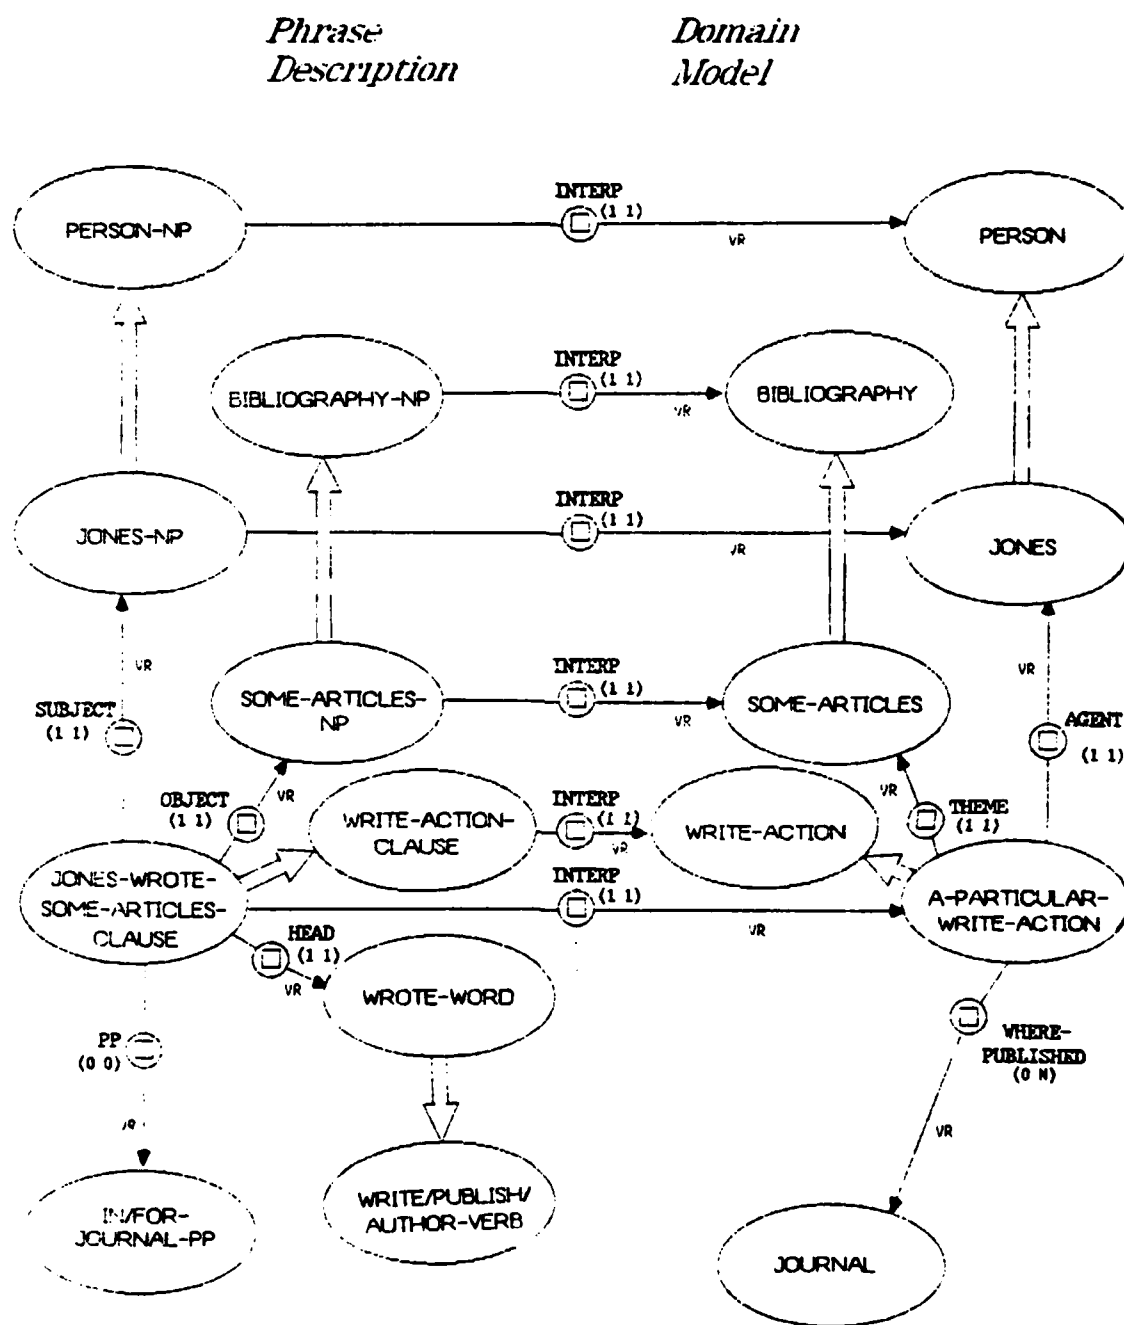 Phrase Description
Domain Model
INTERP
(1 1)
PERSON-NP
VR
PERSON
INTERP
(1 1)
BIBLIOGRAPHY-NP
VR
BIBLIOGRAPHY
INTERP
(1 1)
JONES-NP
VR
JONES
INTERP
(1 1)
VR
VR
SOME-ARTICLES-
NP
VR
SOME-ARTICLES
SUBJECT
(1 1)
AGENT
(1 1)
OBJECT
(1 1)
VR
INTERP
(1 1)
VR
THEME
(1 1)
WRITE-ACTION-
CLAUSE
VR
WRITE-ACTION
JONES-WROTE-
SOME-ARTICLES-
CLAUSE
INTERP
(1 1)
VR
A-PARTICULAR-
WRITE-ACTION
HEAD
(1 1)
VR
WROTE-WORD
PP
(0 0)
WHERE-
PUBLISHED
(0 N)
VR
VR
IN/FOR-
JOURNAL-PP
WRITE/PUBLISH/
AUTHOR-VERB
JOURNAL